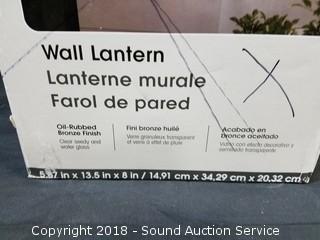 Wall Lantern
Lanterne murale
Farol de pared
Oil-Rubbed
Bronze Finish
Clear seedy and
water glass
Fini bronze huilé
Verre granuleux transparent
et verre à effet de pluie
Acabado en
bronce aceitado
Vidrio con efecto decorativo y
semillado transparente
5.87 in x 13.5 in x 8 in / 14,91 cm x 34,29 cm x 20,32 cm
Copyright 2018 - Sound Auction Service